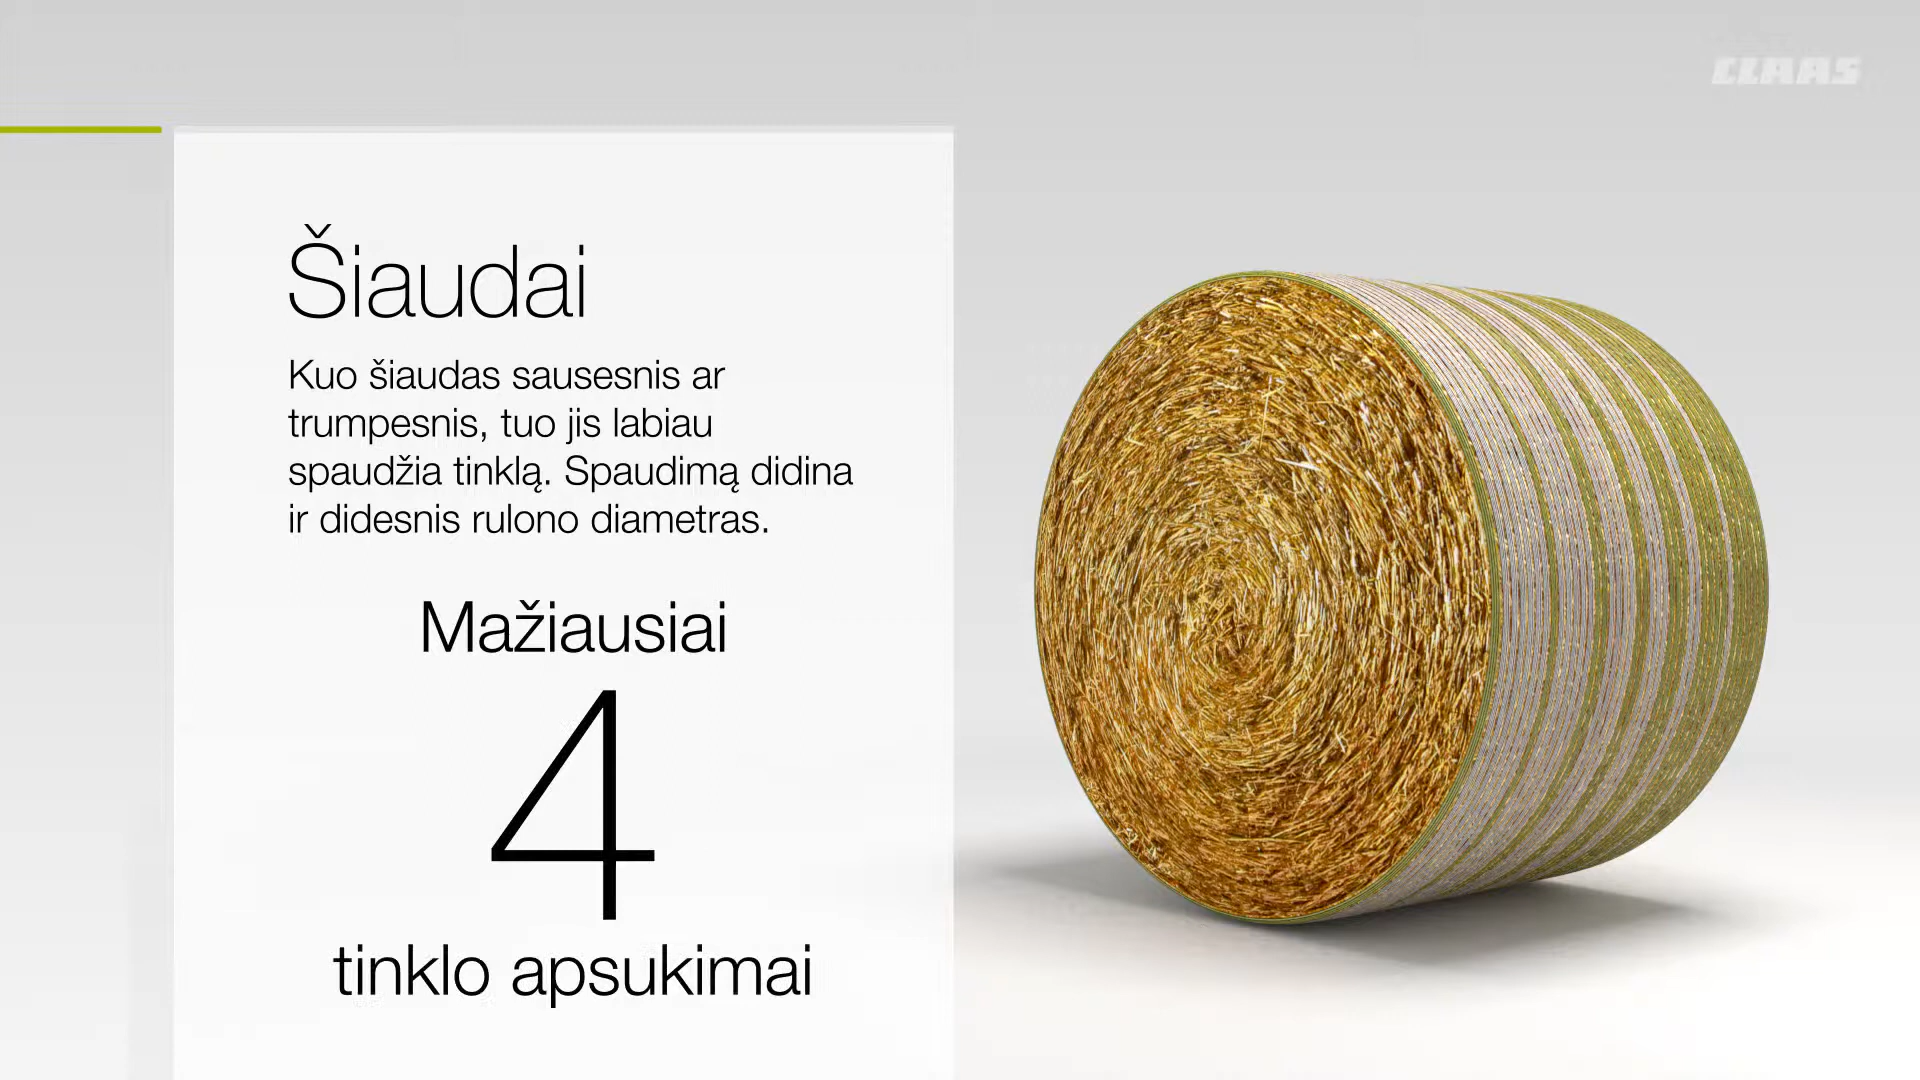 CLAAS
Šiaudai
Kuo šiaudas sausesnis ar
trumpesnis, tuo jis labiau
spaudžia tinklą. Spaudimą didina
ir didesnis rulono diametras.
Mažiausiai
4
tinklo apsukimai